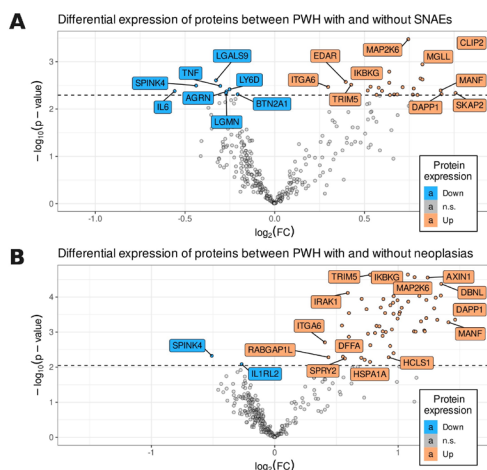 A
Differential expression of proteins between PWH with and without SNAEs
CLIP2
MAP2K6
LGALS9
EDAR
MGLL
TNF
IKBKG
SPINK4
LY6D
ITGA6
MANF
AGRN
TRIM5
IL6
BTN2A1
DAPP1
SKAP2
LGMN
− log10(p − value)
3
2
1
0
-1.0
-0.5
0.0
0.5
1.0
log2(FC)
Protein
expression
a Down
a n.s.
a Up
B
Differential expression of proteins between PWH with and without neoplasias
TRIM5
IKBKG
AXIN1
MAP2K6
DBNL
IRAK1
DAPP1
ITGA6
MANF
SPINK4
RABGAP1L
DFFA
HCLS1
IL1RL2
SPRY2
HSPA1A
− log10(p − value)
4
3
2
1
0
-1
0
1
log2(FC)
Protein
expression
a Down
a n.s.
a Up